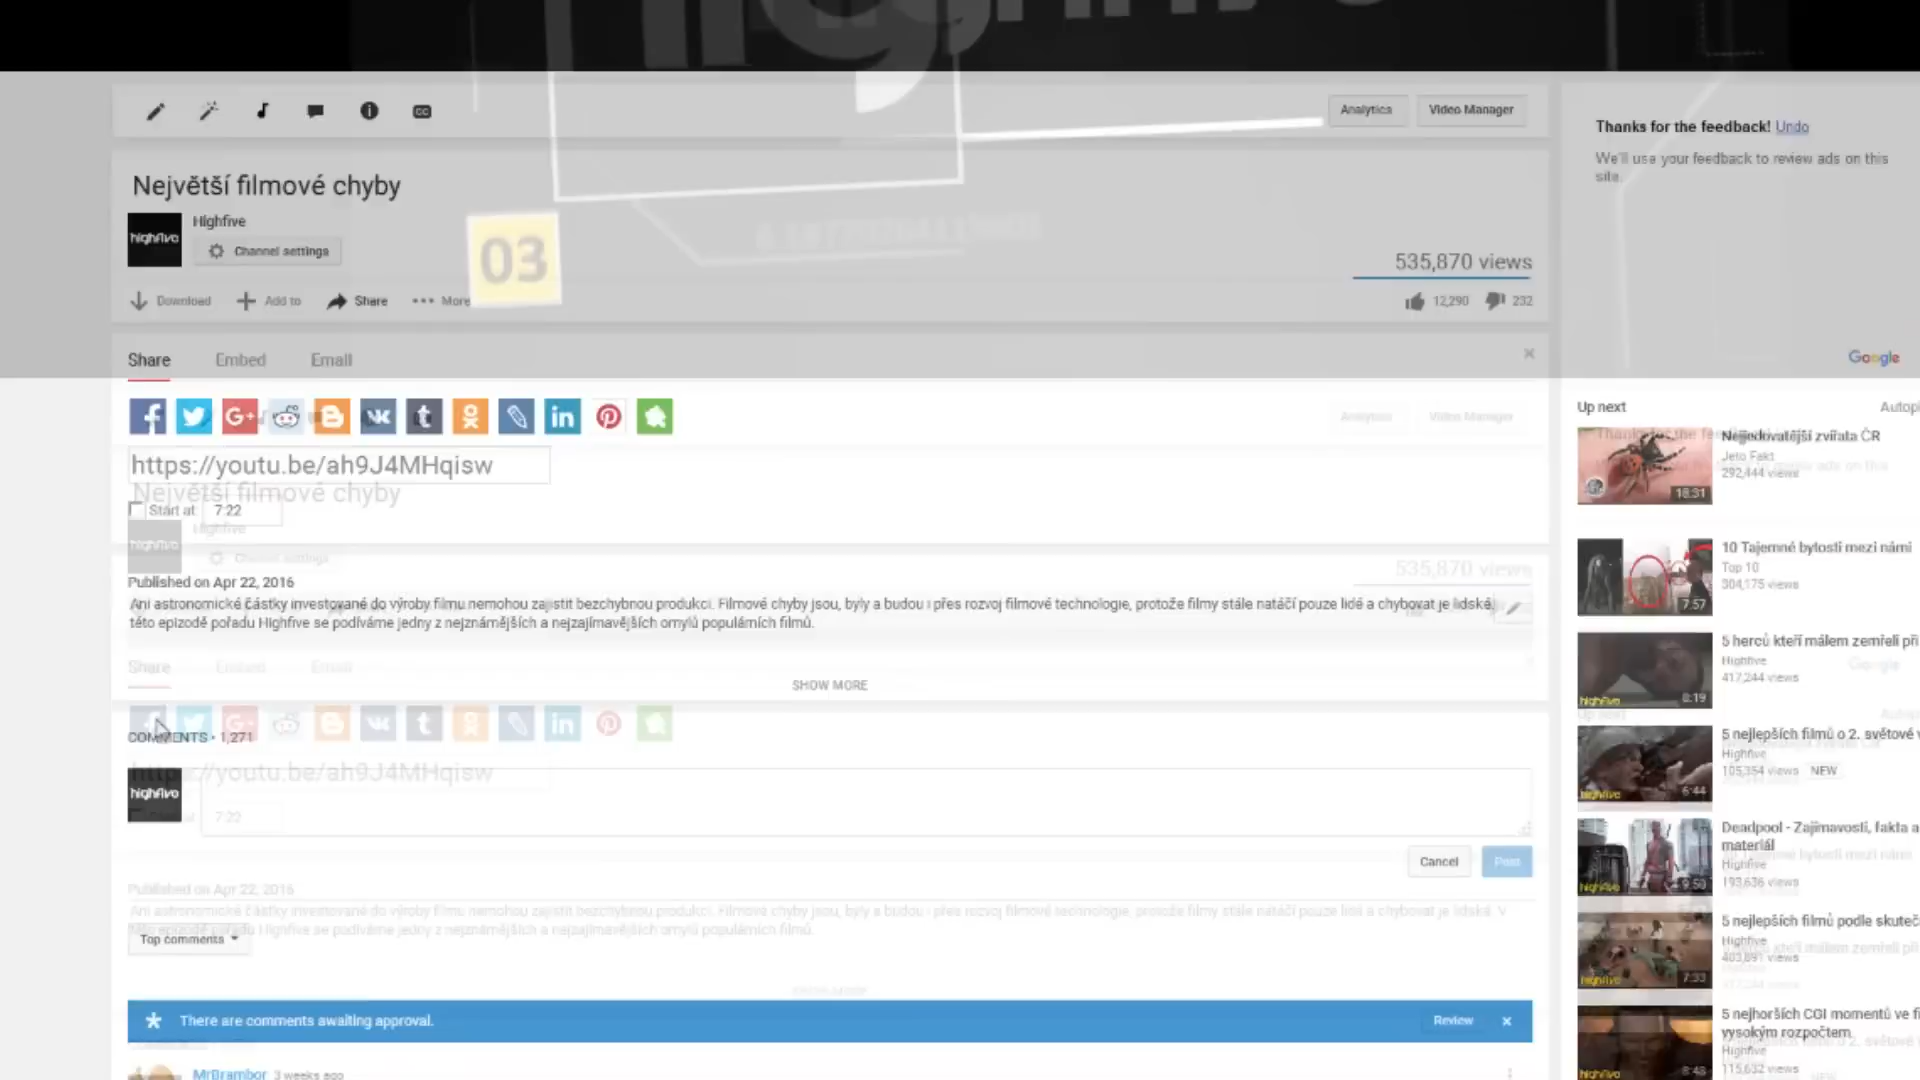 Analytics
Video Manager
Thanks for the feedback! Undo
We'll use your feedback to review ads on this
site.
Největší filmové chyby
highfive
Highfive
Channel settings
03
535,870 views
Download
Add to
Share
More
12,290
232
Share
Embed
Email
Google
https://youtu.be/ah9J4MHqisw
Start at:
7:22
Published on Apr 22, 2016
Ani astronomické částky investované do výroby filmu nemohou zajistit bezchybnou produkci. Filmové chyby jsou, byly a budou i přes rozvoj filmové technologie, protože filmy stále natáčí pouze lidé a chybovat je lidská.
této epizodě pořadu Highfive se podíváme jedny z nejznámějších a nejzajímavějších omylů populárních filmů.
SHOW MORE
COMMENTS • 1,271
highfive
Cancel
Post
Top comments
There are comments awaiting approval.
Review
MrBrambor 3 weeks ago
Up next
Autopl
Nejjedovatější zvířata ČR
Jeto Fakt
292,444 views
18:31
10 Tajemné bytosti mezi námi
Top 10
304,175 views
7:57
5 herců kteří málem zemřeli při
Highfive
417,244 views
8:19
5 nejlepších filmů o 2. světové v
Highfive
105,354 views NEW
6:44
Deadpool - Zajímavosti, fakta a
materiál
Highfive
193,636 views
9:50
5 nejlepších filmů podle skuteč
Highfive
403,891 views
7:33
5 nejhorších CGI momentů ve fi
vysokým rozpočtem
Highfive
115,632 views
8:48